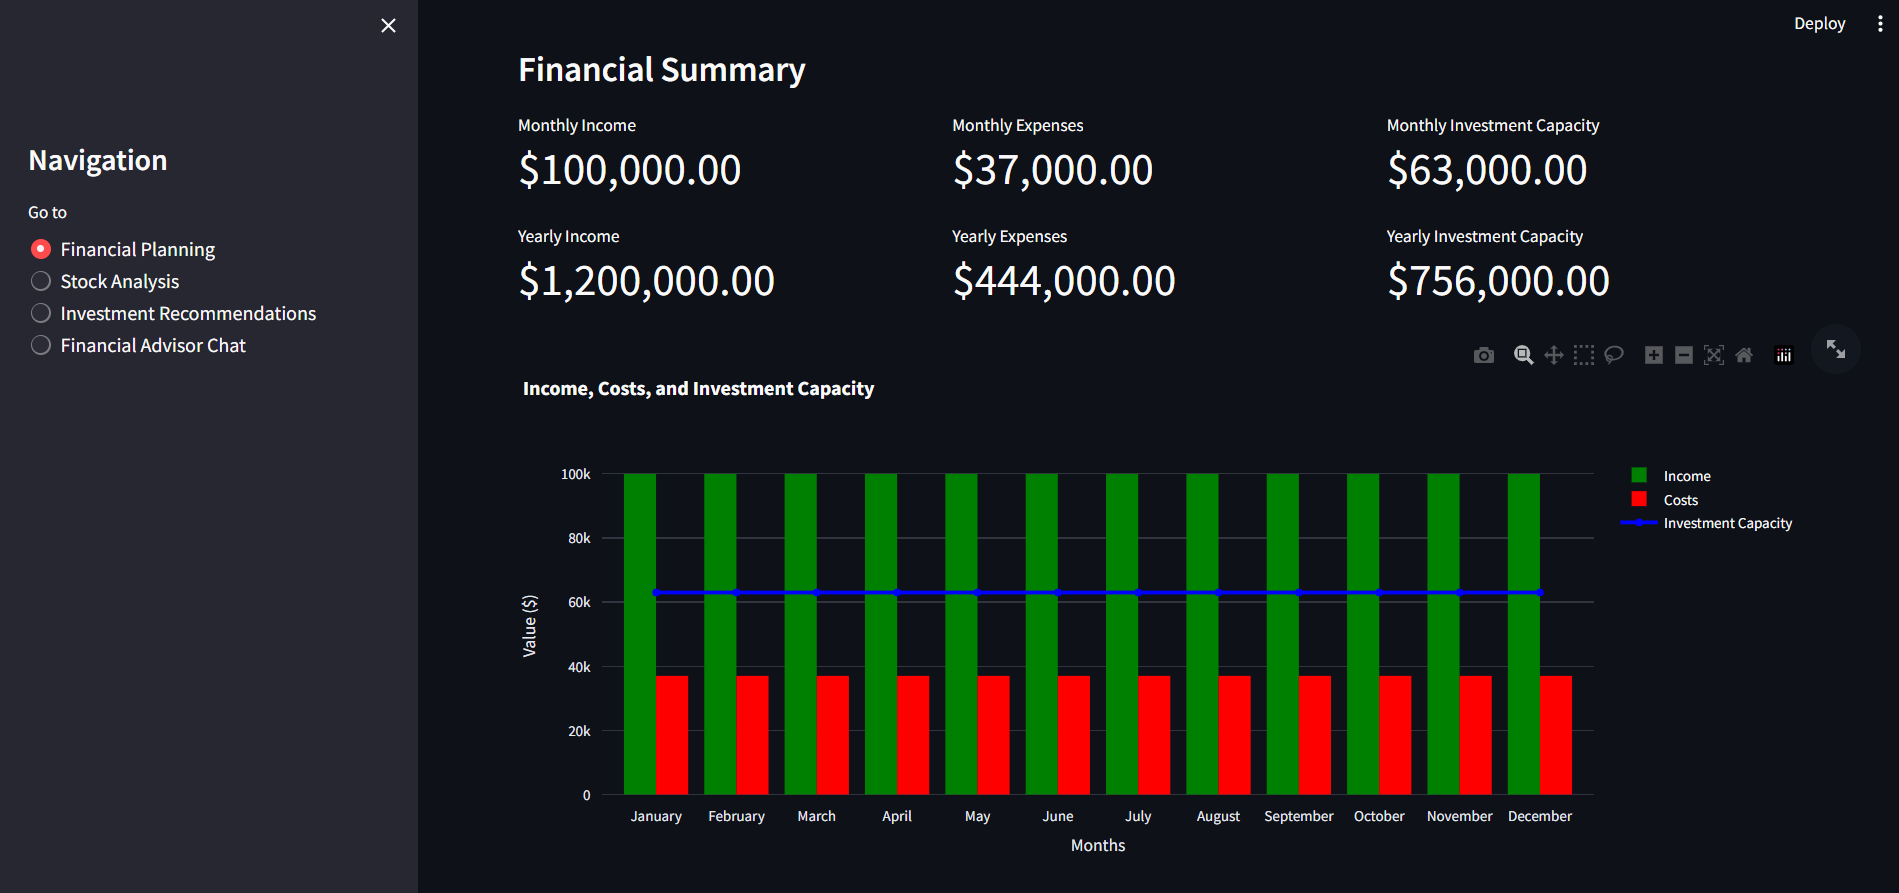 Deploy
Navigation
Go to
Financial Planning
Stock Analysis
Investment Recommendations
Financial Advisor Chat
Financial Summary
Monthly Income
Monthly Expenses
Monthly Investment Capacity
$100,000.00
$37,000.00
$63,000.00
Yearly Income
Yearly Expenses
Yearly Investment Capacity
$1,200,000.00
$444,000.00
$756,000.00
Income, Costs, and Investment Capacity
100k
80k
60k
40k
20k
0
Value ($)
January February March April May June July August September October November December
Months
Income
Costs
Investment Capacity